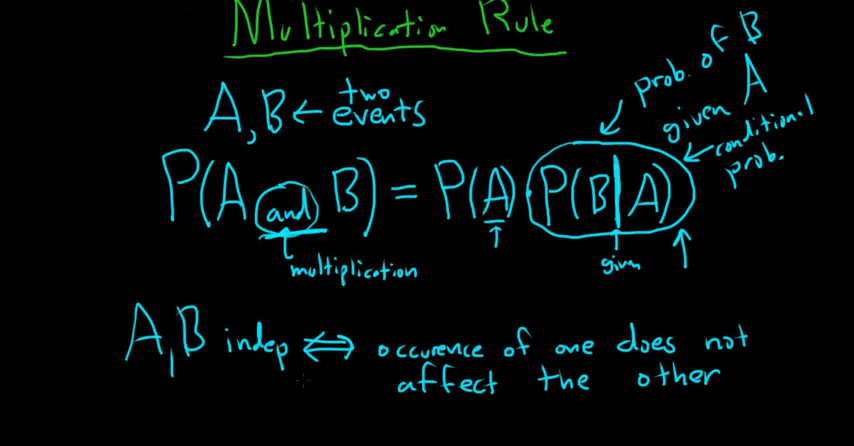 Multiplication Rule
A, B ← two events
prob. of B given A
conditional prob.
P(A and B) = P(A) · P(B|A)
multiplication
given
A, B indep ⇔ occurence of one does not
affect the other